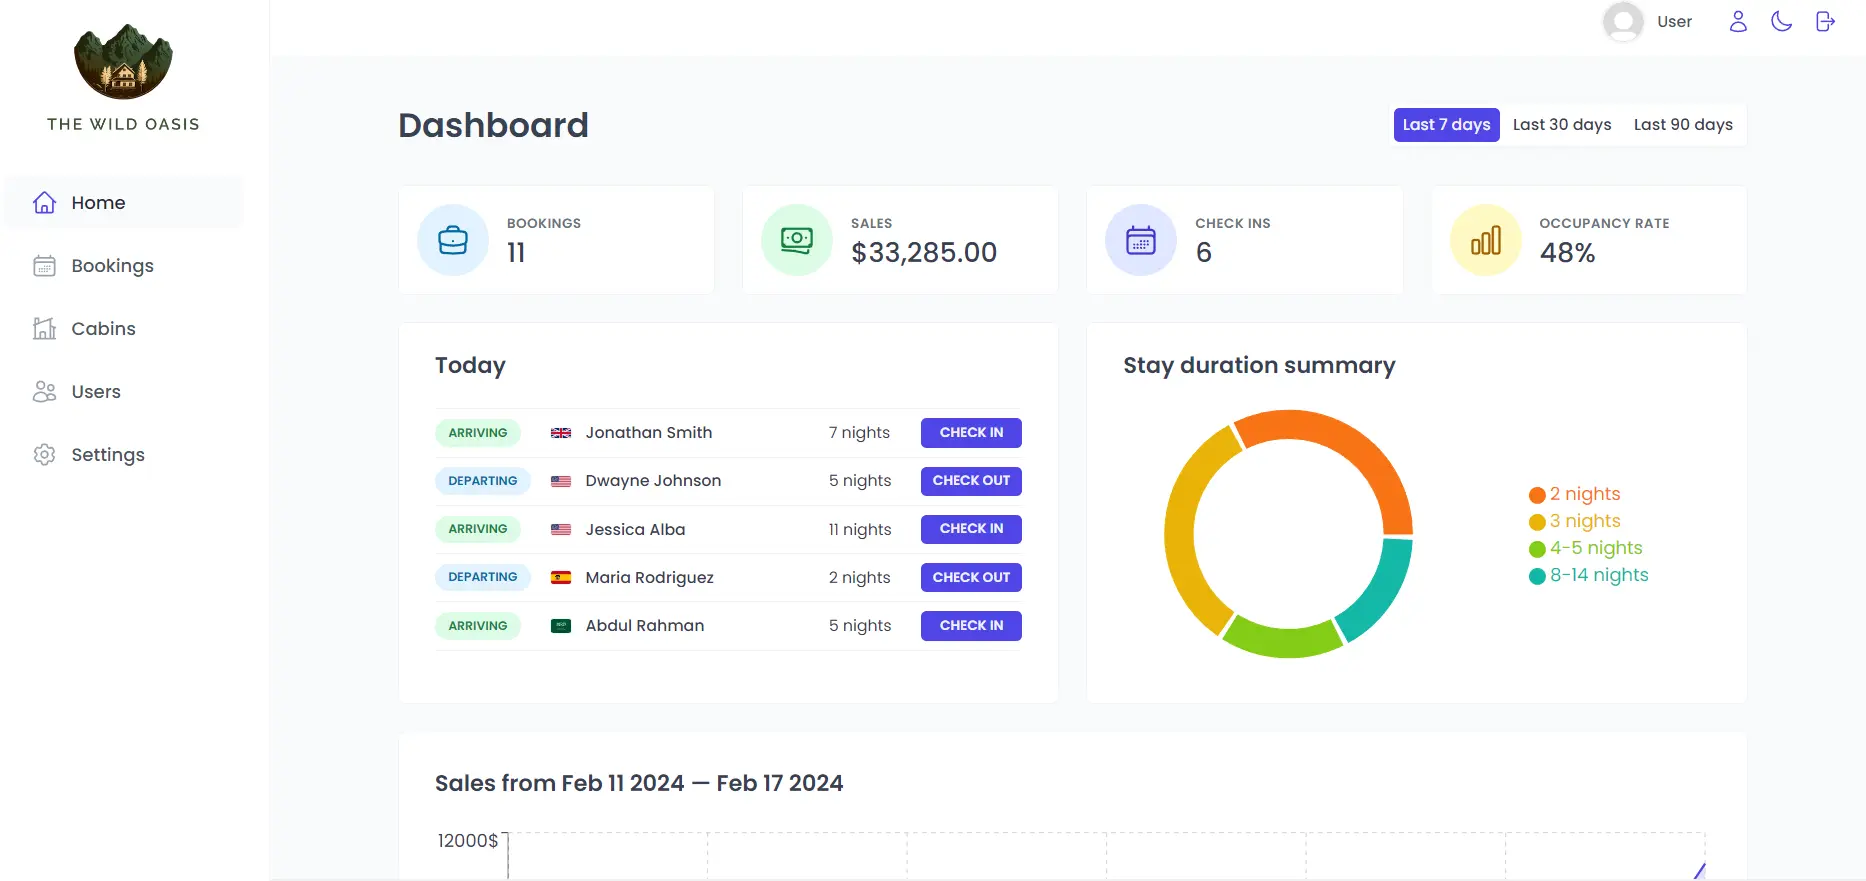 THE WILD OASIS
User
Home
Bookings
Cabins
Users
Settings
Dashboard
Last 7 days Last 30 days Last 90 days
BOOKINGS
11
SALES
$33,285.00
CHECK INS
6
OCCUPANCY RATE
48%
Today
ARRIVING Jonathan Smith 7 nights CHECK IN
DEPARTING Dwayne Johnson 5 nights CHECK OUT
ARRIVING Jessica Alba 11 nights CHECK IN
DEPARTING Maria Rodriguez 2 nights CHECK OUT
ARRIVING Abdul Rahman 5 nights CHECK IN
Stay duration summary
2 nights
3 nights
4-5 nights
8-14 nights
Sales from Feb 11 2024 — Feb 17 2024
12000$